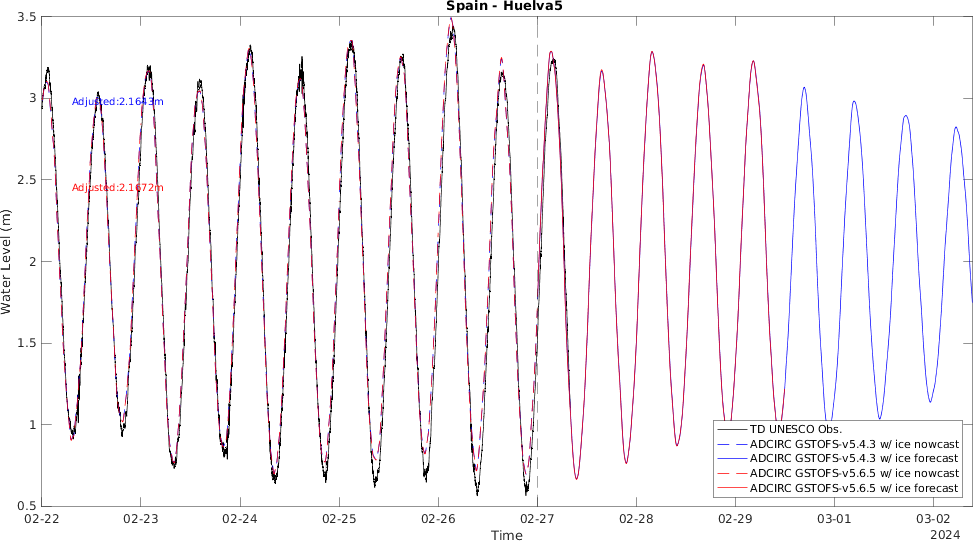 Spain - Huelva5
3.5
3
2.5
2
1.5
1
0.5
Water Level (m)
Adjusted:2.1643m
Adjusted:2.1672m
TD UNESCO Obs.
ADCIRC GSTOFS-v5.4.3 w/ ice nowcast
ADCIRC GSTOFS-v5.4.3 w/ ice forecast
ADCIRC GSTOFS-v5.6.5 w/ ice nowcast
ADCIRC GSTOFS-v5.6.5 w/ ice forecast
02-22 02-23 02-24 02-25 02-26 02-27 02-28 02-29 03-01 03-02
Time
2024